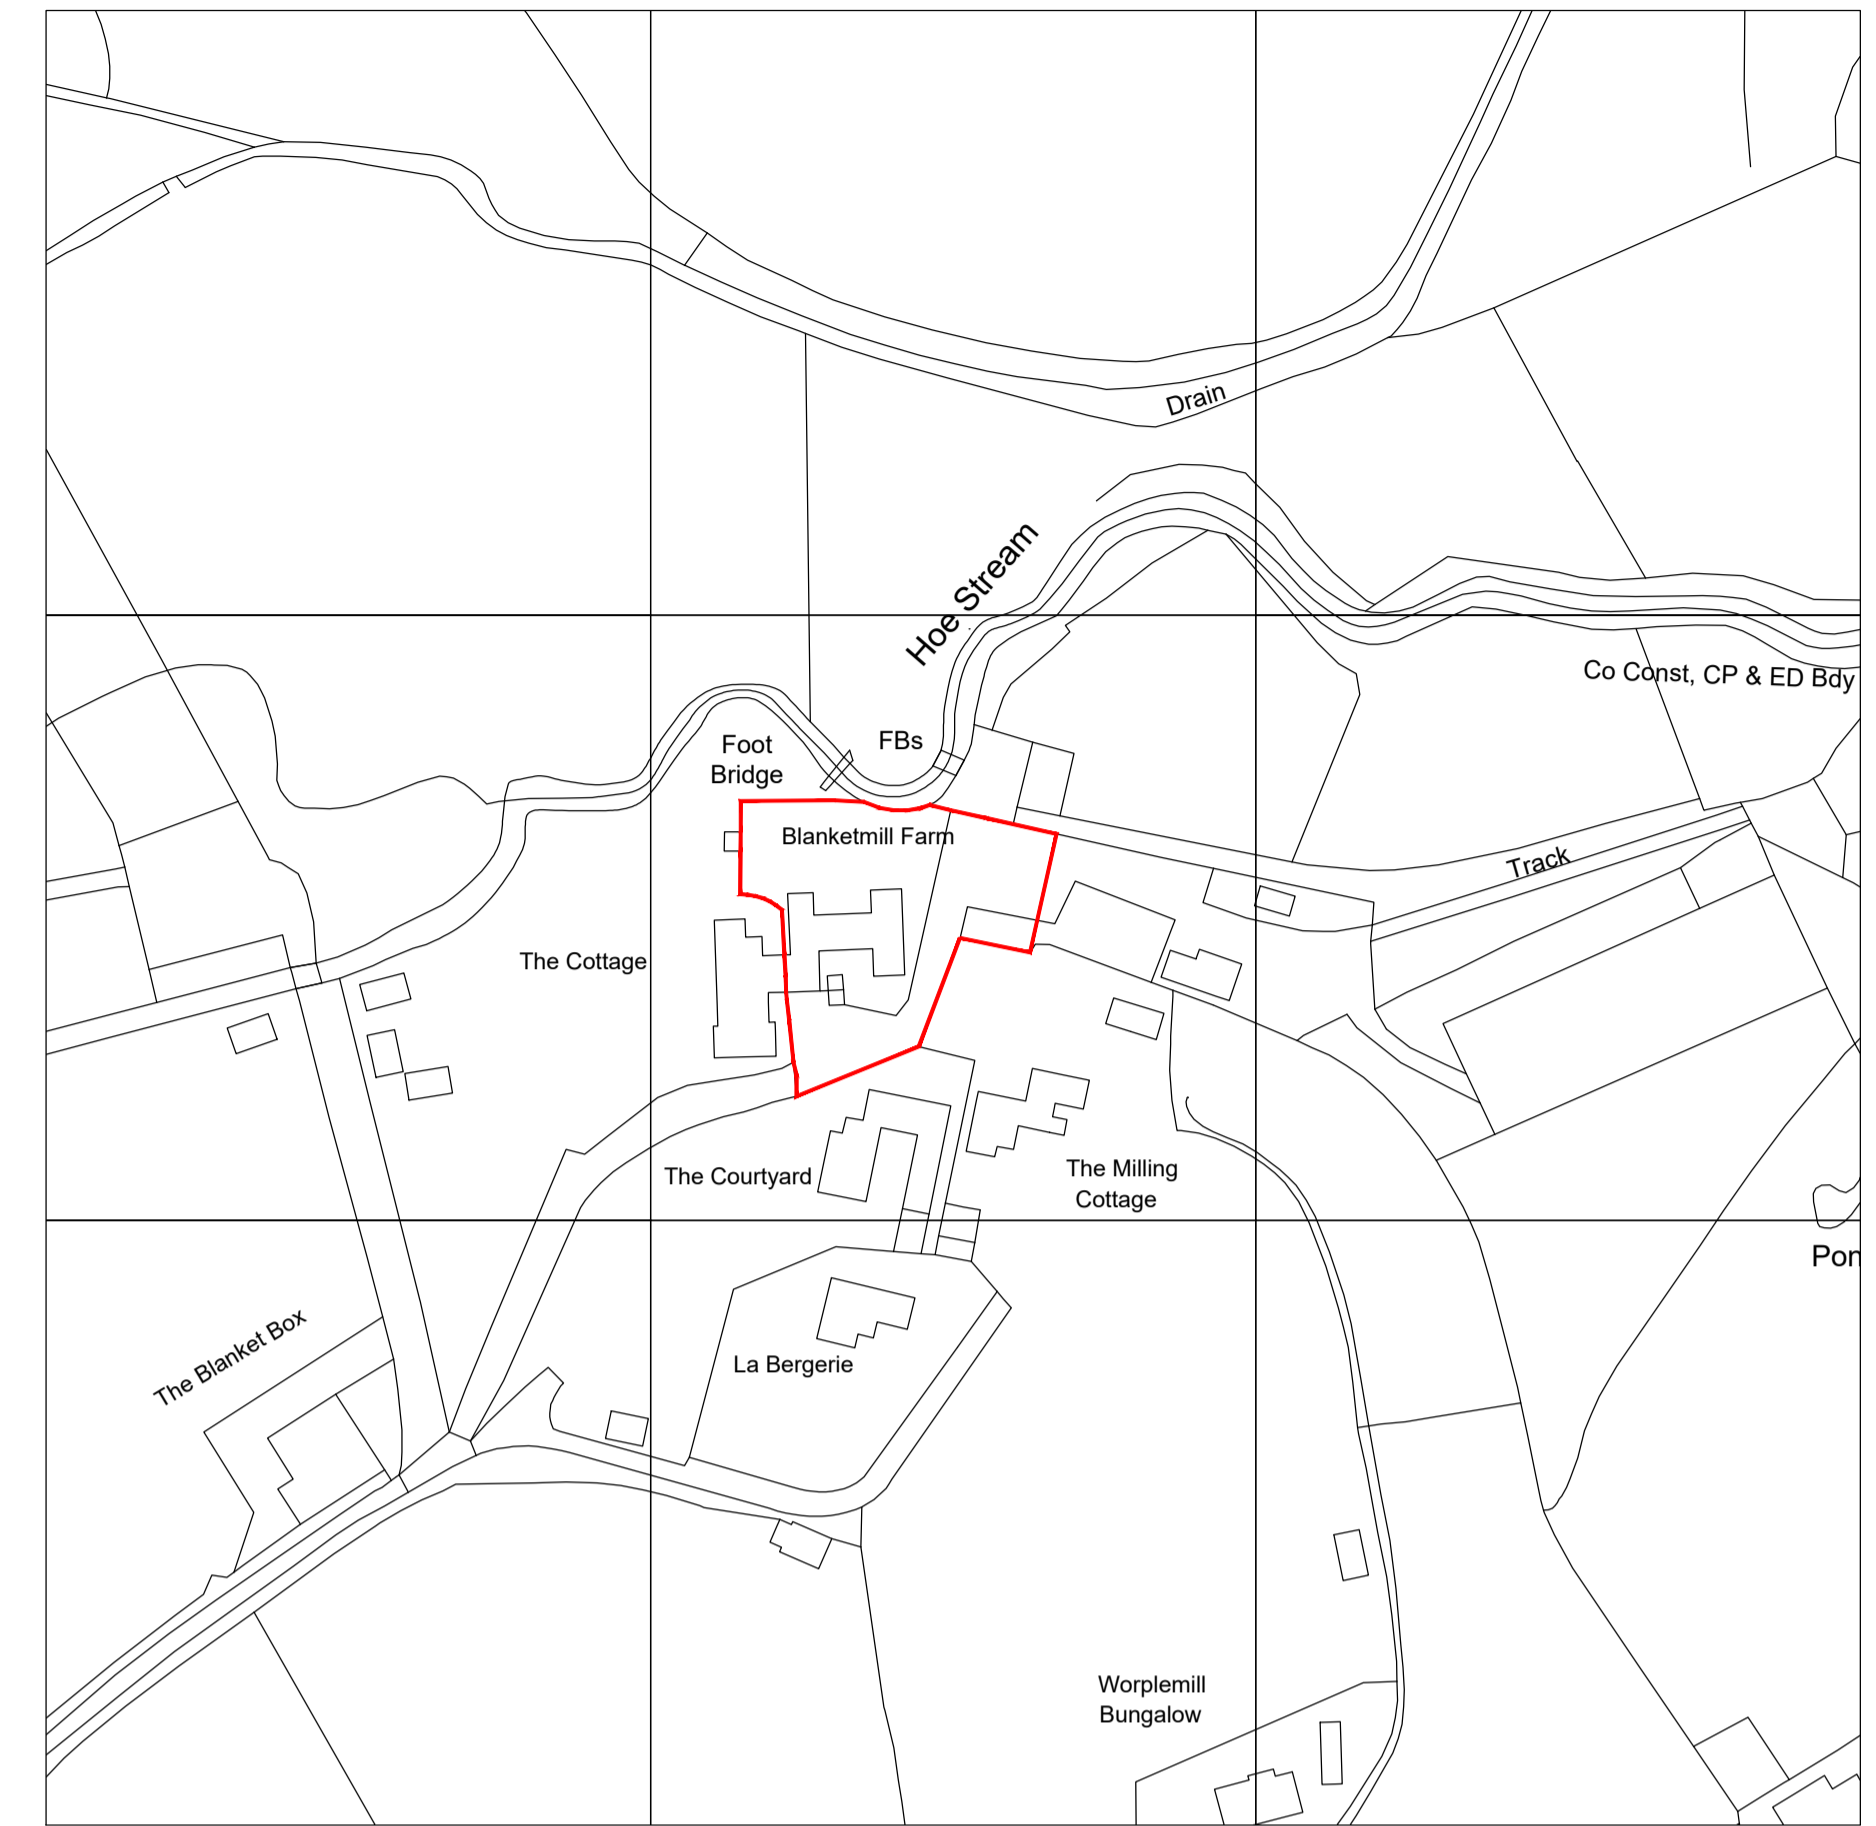 Drain
Hoe Stream
Co Const, CP & ED Bdy
Foot
Bridge
FBs
Blanketmill Farm
Track
The Cottage
The Courtyard
The Milling
Cottage
Pon
The Blanket Box
La Bergerie
Worplemill
Bungalow